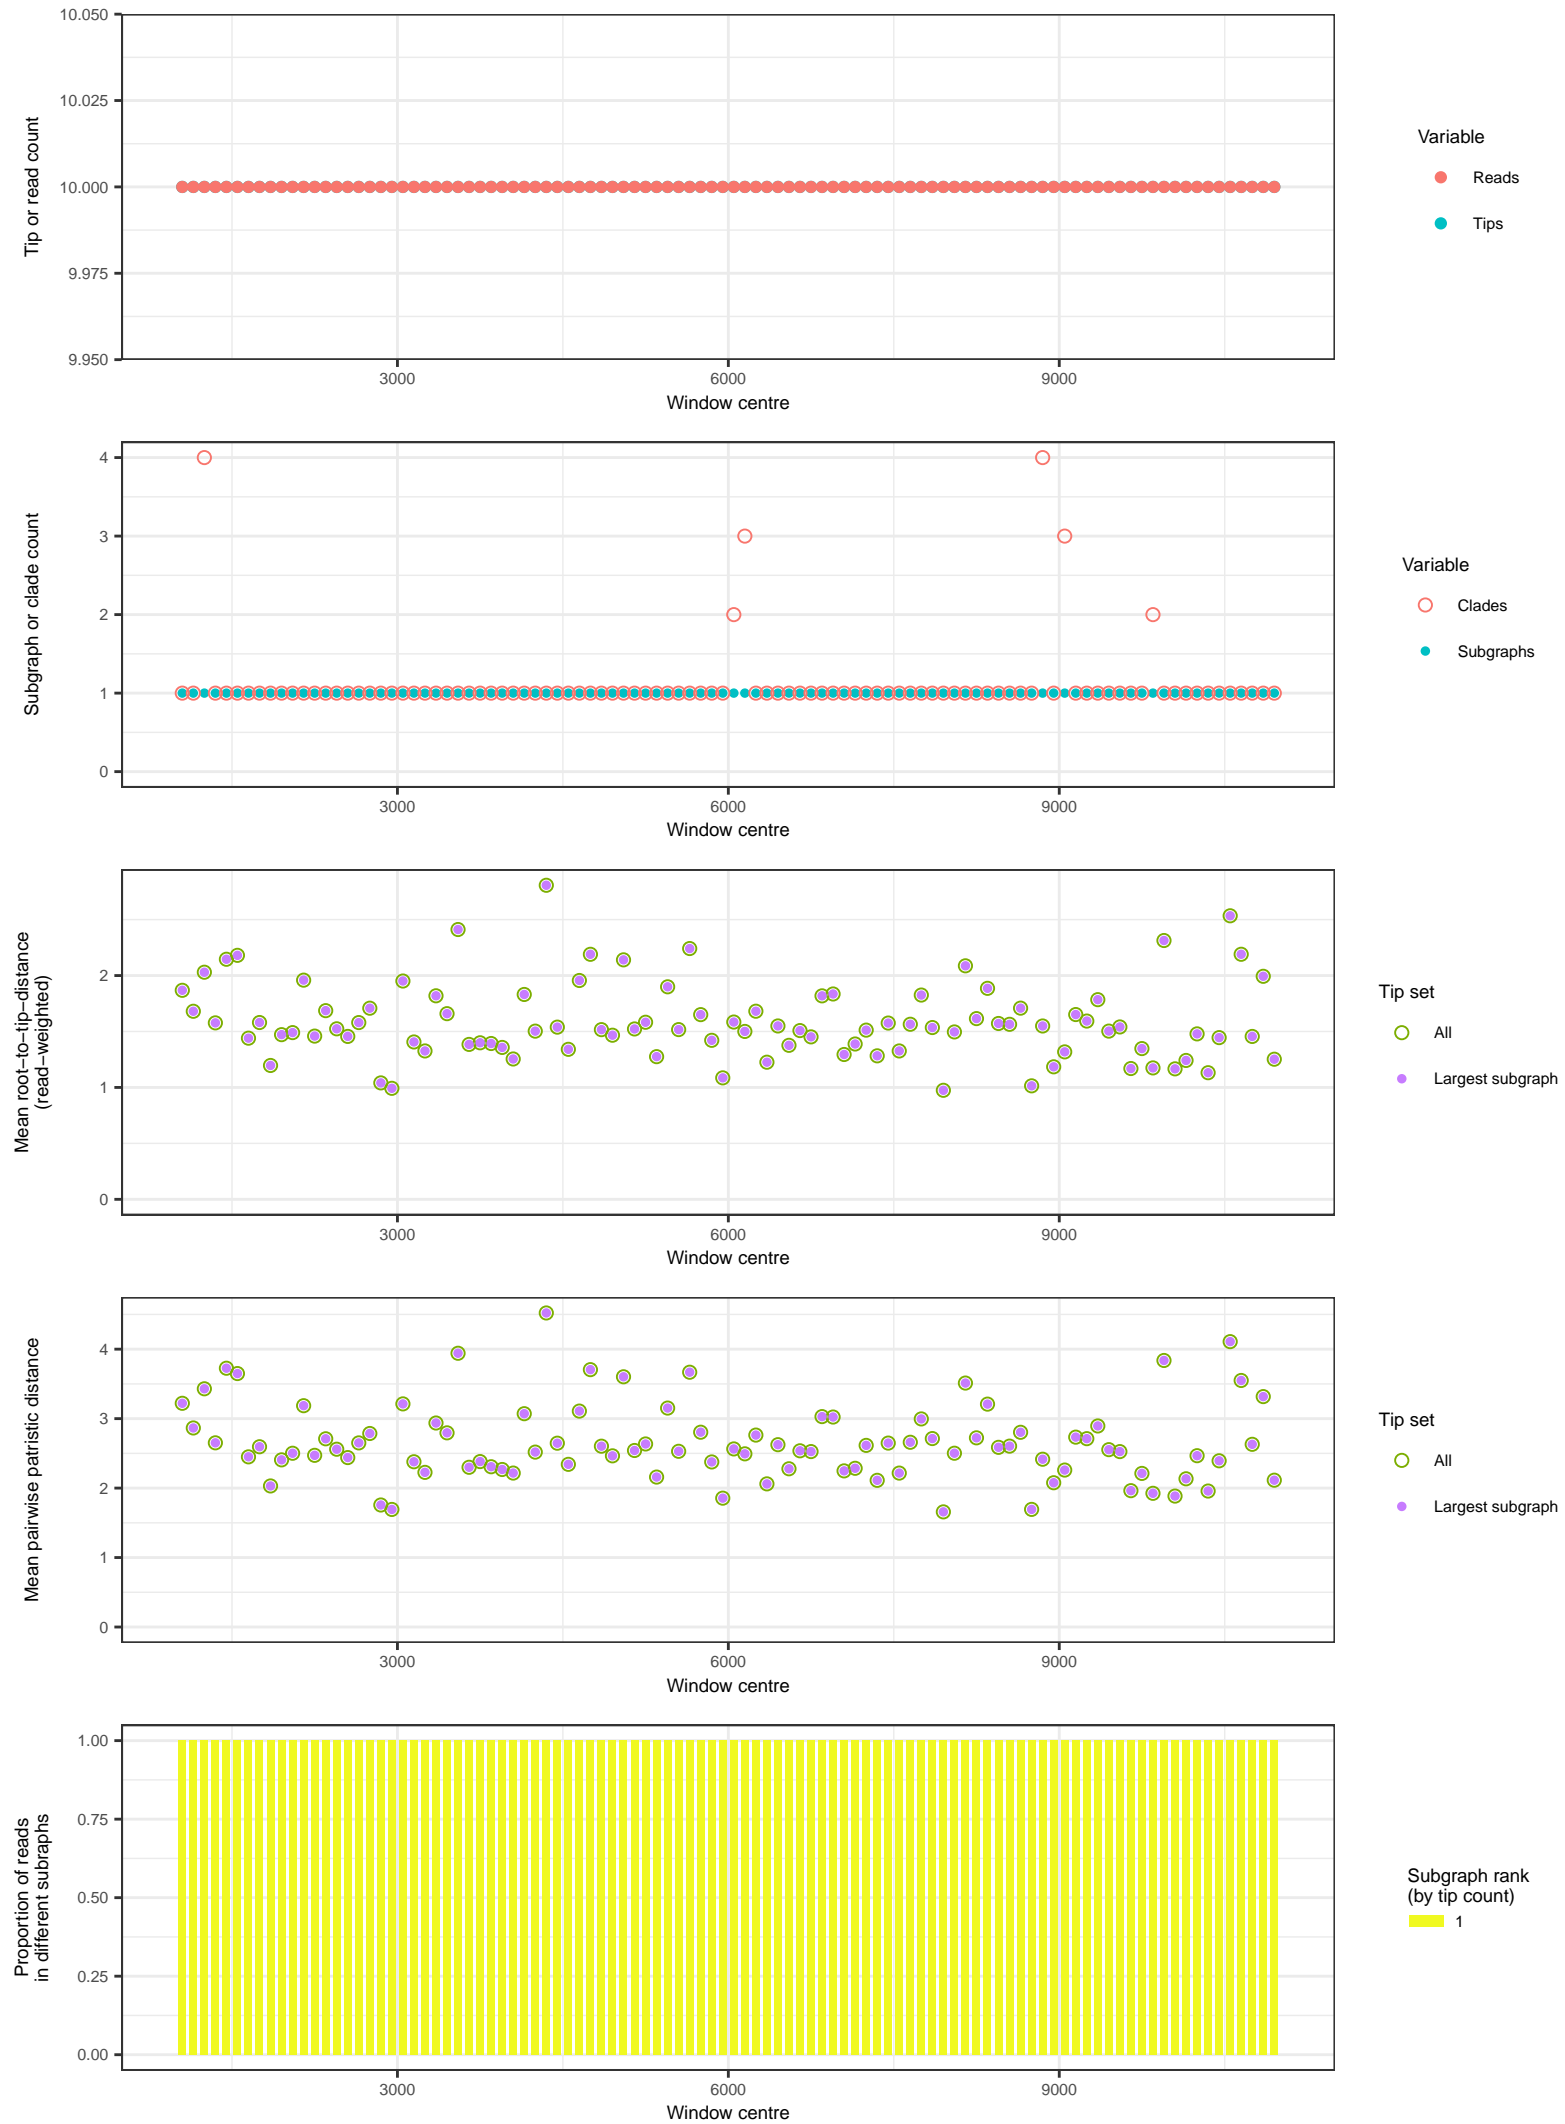 10.050
10.025
10.000
9.975
9.950
Tip or read count
3000
6000
9000
Window centre
Variable
Reads
Tips
4
3
2
1
0
Subgraph or clade count
3000
6000
9000
Window centre
Variable
Clades
Subgraphs
2
1
0
Mean root−to−tip−distance
(read−weighted)
3000
6000
9000
Window centre
Tip set
All
Largest subgraph
4
3
2
1
0
Mean pairwise patristic distance
3000
6000
9000
Window centre
Tip set
All
Largest subgraph
1.00
0.75
0.50
0.25
0.00
Proportion of reads
in different subraphs
3000
6000
9000
Window centre
Subgraph rank
(by tip count)
1